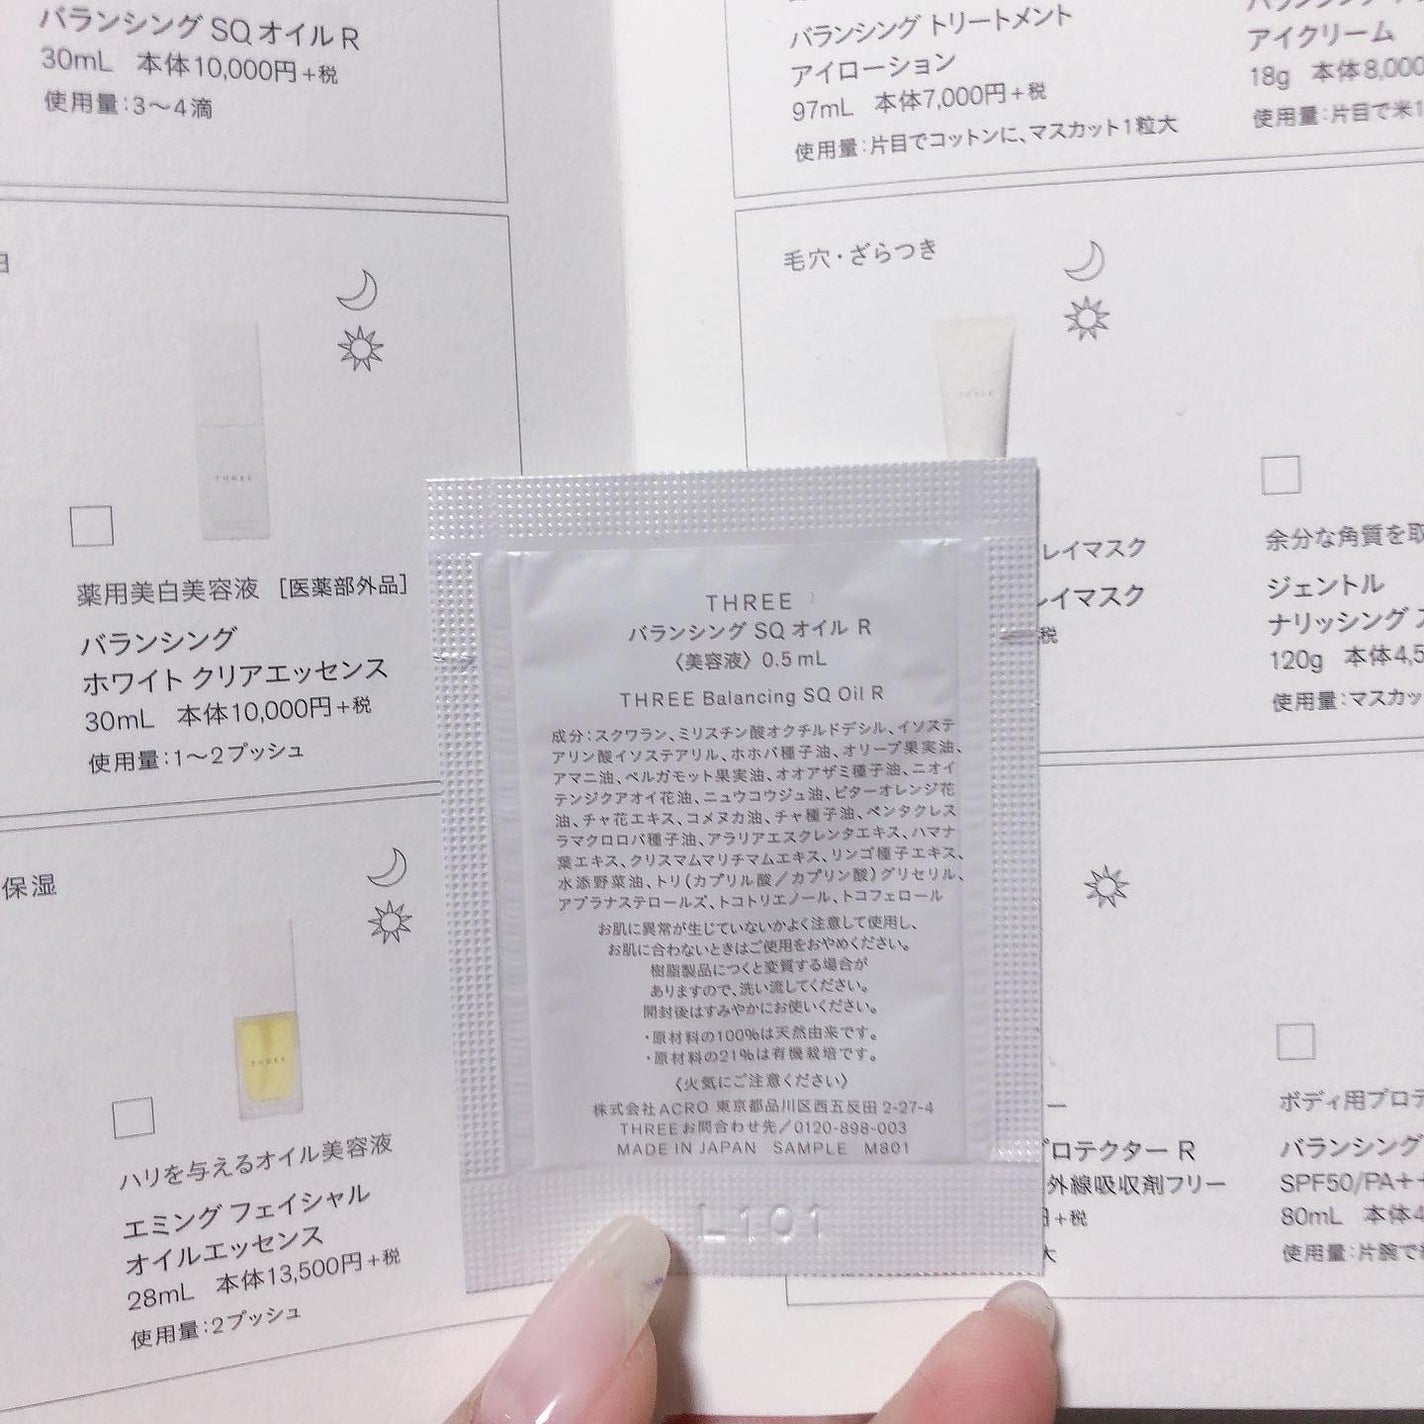 バランシング SQオイル R
30mL 本体10,000円+税
使用量:3〜4滴
THREE
薬用美白美容液 [医薬部外品]
バランシング
ホワイト クリアエッセンス
30mL 本体10,000円+税
使用量:1〜2プッシュ
保湿
THREE
ハリを与えるオイル美容液
エミング フェイシャル
オイルエッセンス
28mL 本体13,500円+税
使用量:2プッシュ
バランシング トリートメント
アイローション
97mL 本体7,000円+税
使用量:片目でコットンに、マスカット1粒大
アイクリーム
18g 本体8,000
使用量:片目で米1
毛穴・ざらつき
THREE
レイマスク
レイマスク
税
余分な角質を取
ジェントル
ナリッシング
120g 本体4,5
使用量:マスカッ
THREE
バランシング SQ オイル R
〈美容液〉0.5mL
THREE Balancing SQ Oil R
成分:スクワラン、ミリスチン酸オクチルドデシル、イソステ
アリン酸イソステアリル、ホホバ種子油、オリーブ果実油、
アマニ油、ベルガモット果実油、オオアザミ種子油、ニオイ
テンジクアオイ花油、ニュウコウジュ油、ビターオレンジ花
油、チャ花エキス、コメヌカ油、チャ種子油、ペンタクレス
ラマクロロバ種子油、アラリアエスクレンタエキス、ハマナ
葉エキス、クリスマムマリチマムエキス、リンゴ種子エキス、
水添野菜油、トリ(カプリル酸/カプリン酸)グリセリル、
アブラナステロールズ、トコトリエノール、トコフェロール
お肌に異常が生じていないかよく注意して使用し、
お肌に合わないときはご使用をおやめください。
樹脂製品につくと変質する場合が
ありますので、洗い流してください。
開封後はすみやかにお使いください。
・原材料の100%は天然由来です。
・原材料の21%は有機栽培です。
〈火気にご注意ください〉
株式会社ACRO 東京都品川区西五反田 2-27-4
THREEお問合わせ先/0120-898-003
MADE IN JAPAN SAMPLE M801
L101
ー
プロテクター R
外線吸収剤フリー
円+税
大
ボディ用プロテ
バランシング
SPF50/PA++
80mL 本体4
使用量:片腕で